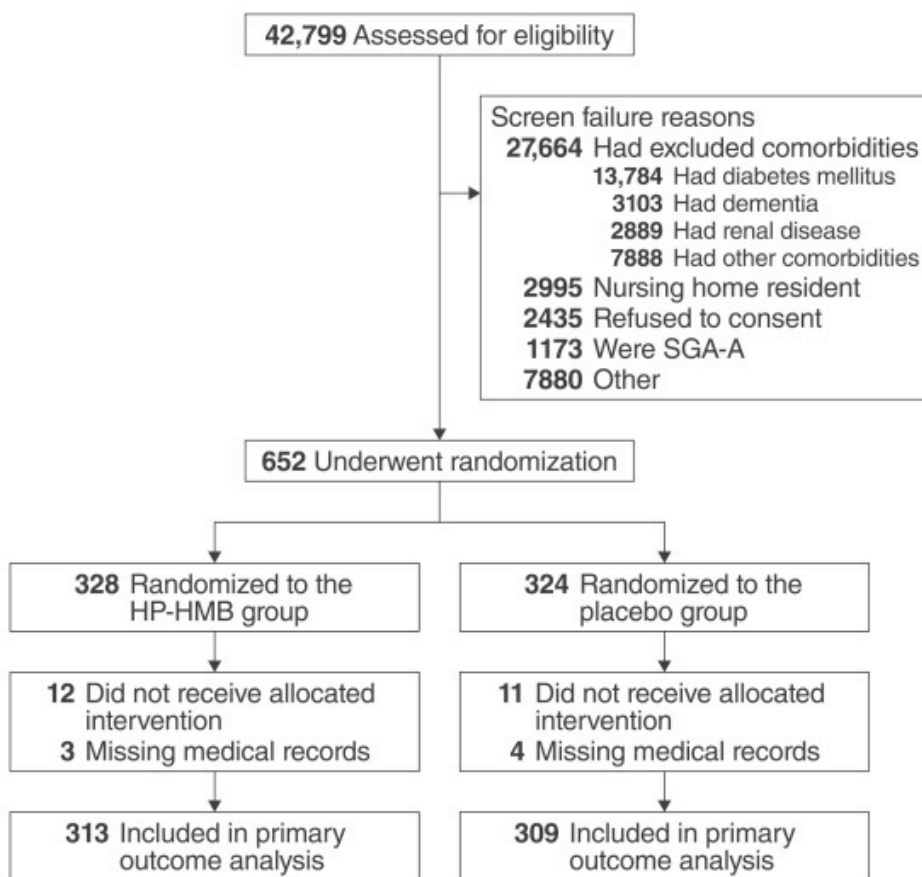 42,799 Assessed for eligibility
Screen failure reasons
27,664 Had excluded comorbidities
13,784 Had diabetes mellitus
3103 Had dementia
2889 Had renal disease
7888 Had other comorbidities
2995 Nursing home resident
2435 Refused to consent
1173 Were SGA-A
7880 Other
652 Underwent randomization
328 Randomized to the
HP-HMB group
324 Randomized to the
placebo group
12 Did not receive allocated
intervention
3 Missing medical records
11 Did not receive allocated
intervention
4 Missing medical records
313 Included in primary
outcome analysis
309 Included in primary
outcome analysis